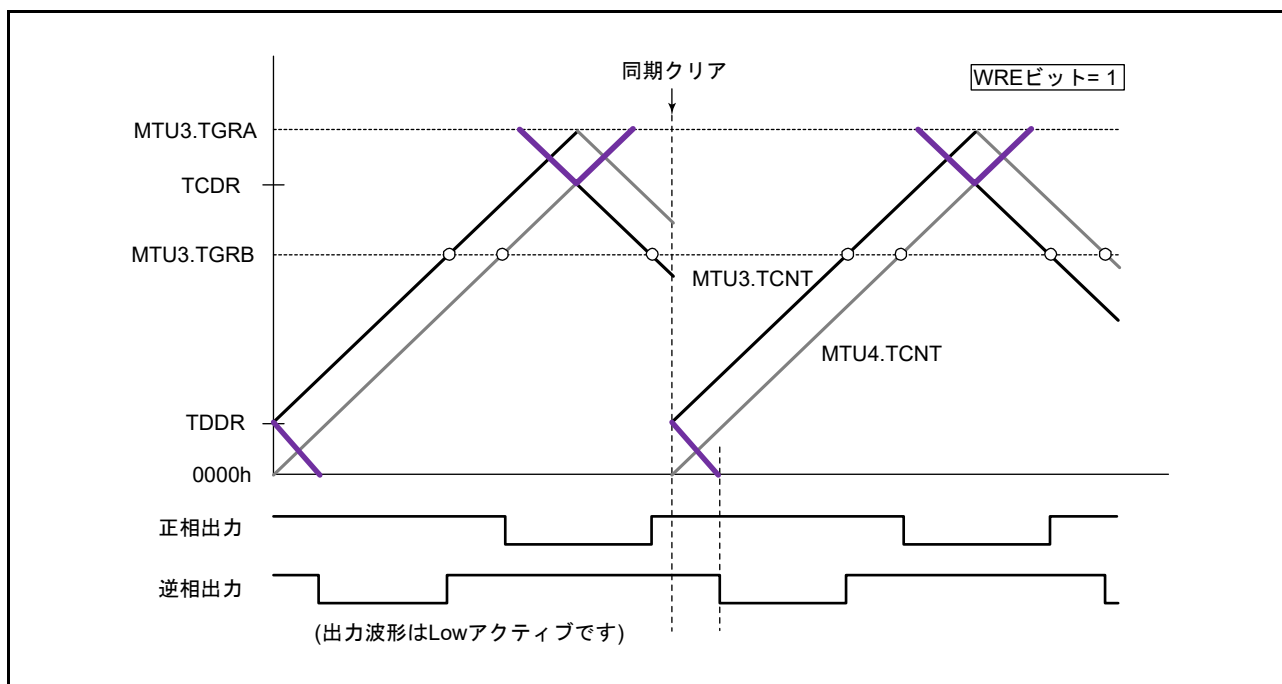 同期クリア
WREビット= 1
MTU3.TGRA
TCDR
MTU3.TGRB
MTU3.TCNT
MTU4.TCNT
TDDR
0000h
正相出力
逆相出力
(出力波形はLowアクティブです)